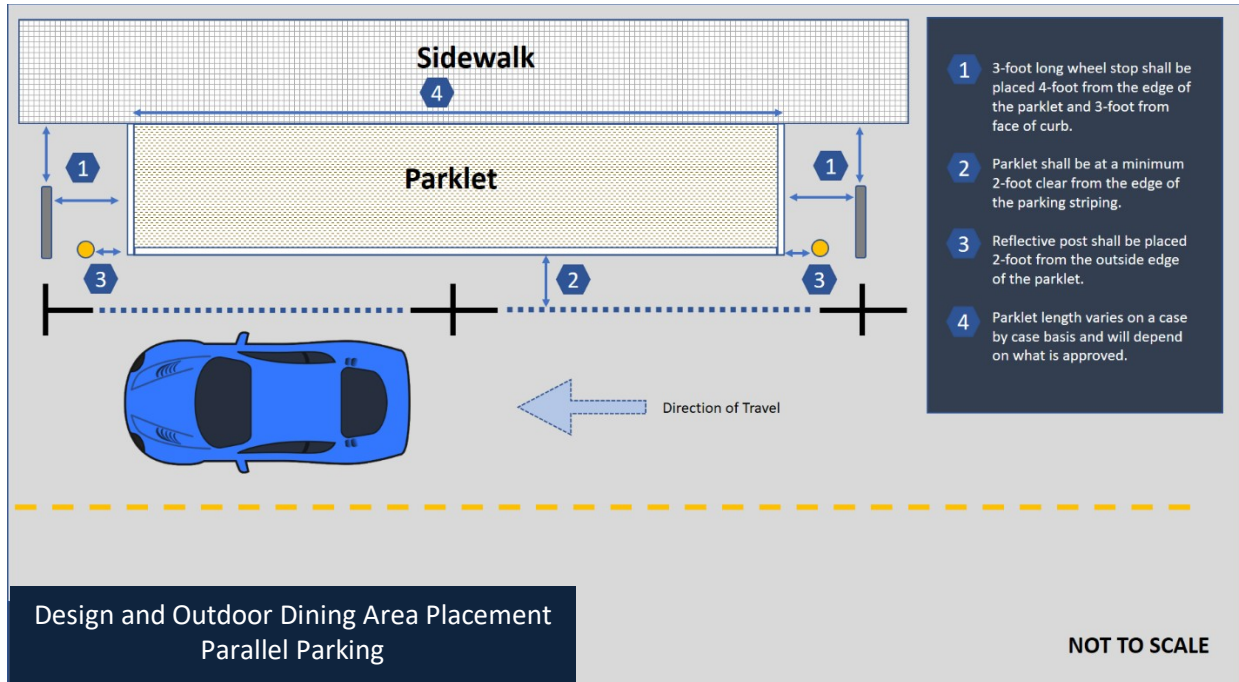 Sidewalk
4
1
1
Parklet
3
2
3
Direction of Travel
1 3-foot long wheel stop shall be
placed 4-foot from the edge of
the parklet and 3-foot from
face of curb.
2 Parklet shall be at a minimum
2-foot clear from the edge of
the parking striping.
3 Reflective post shall be placed
2-foot from the outside edge
of the parklet.
4 Parklet length varies on a case
by case basis and will depend
on what is approved.
Design and Outdoor Dining Area Placement
Parallel Parking
NOT TO SCALE